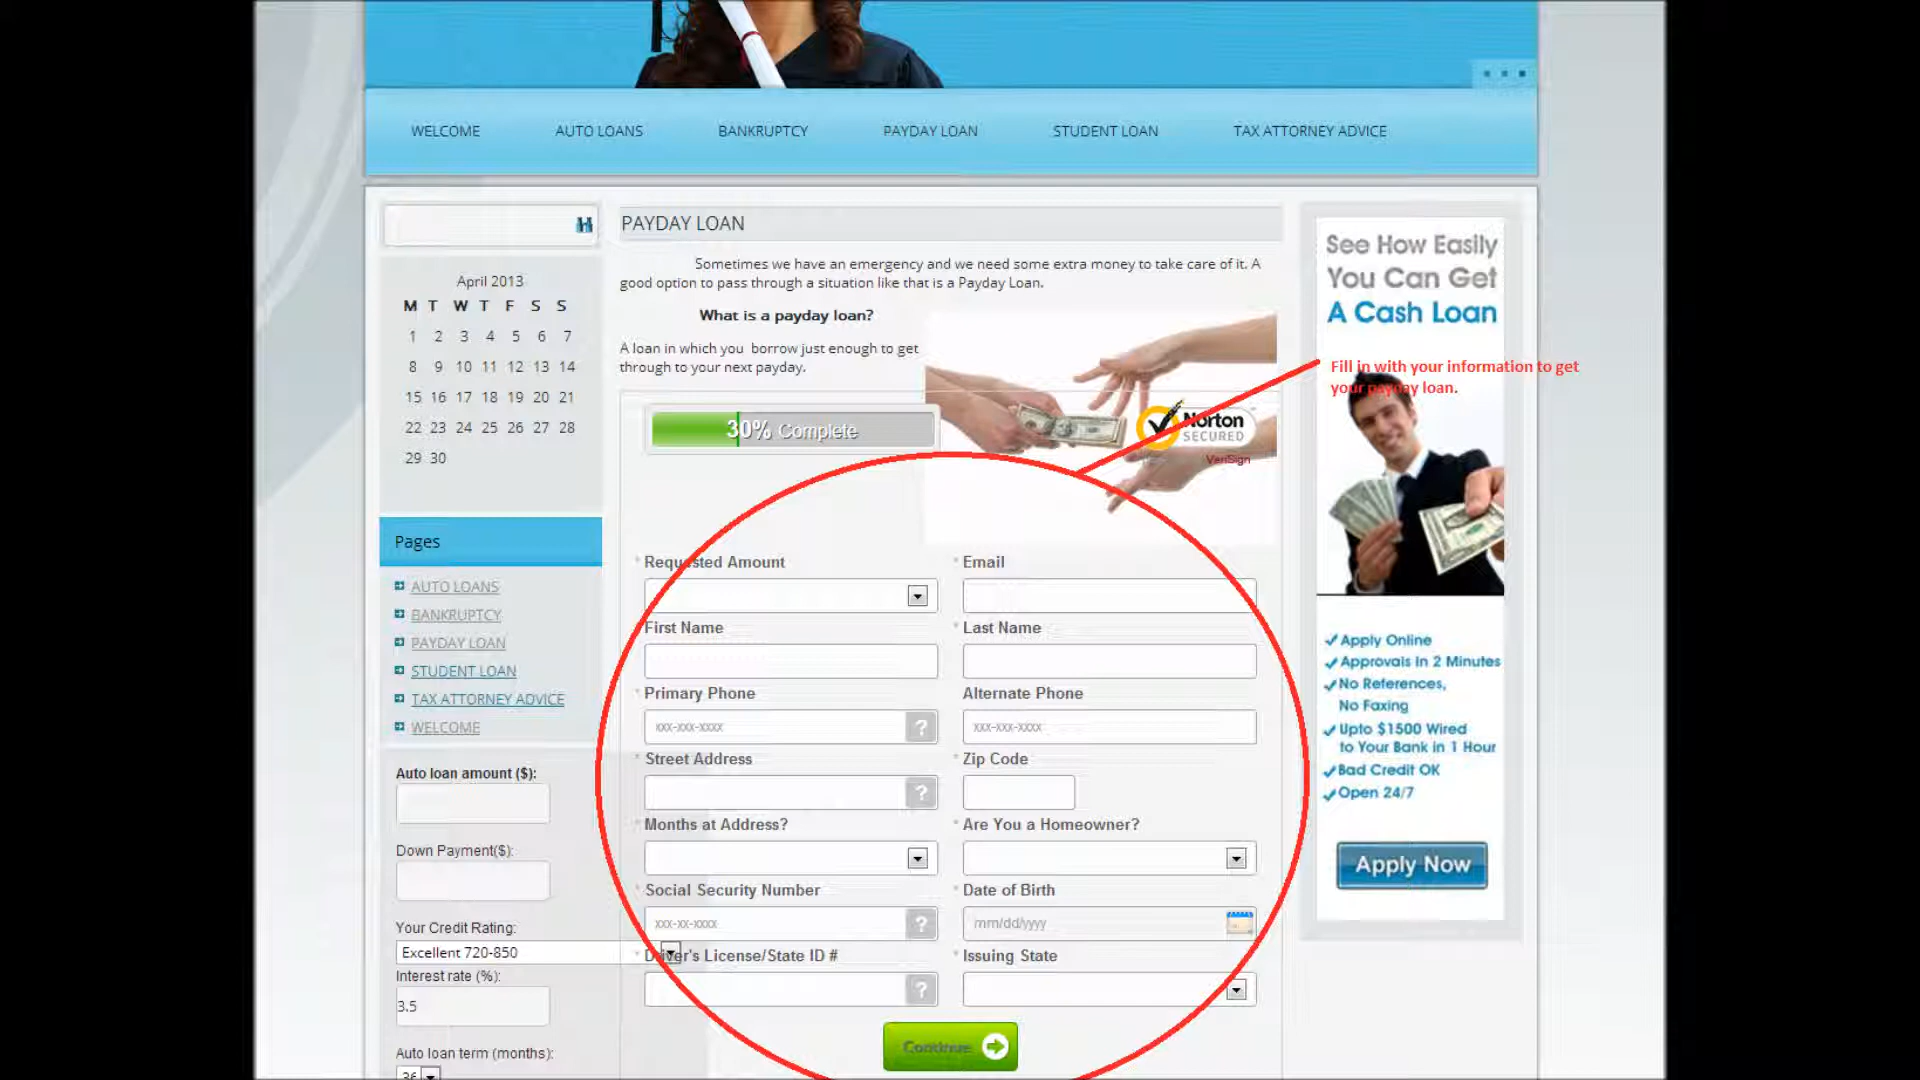 WELCOME AUTO LOANS BANKRUPTCY PAYDAY LOAN STUDENT LOAN TAX ATTORNEY ADVICE
April 2013
M T W T F S S
1 2 3 4 5 6 7
8 9 10 11 12 13 14
15 16 17 18 19 20 21
22 23 24 25 26 27 28
29 30
Pages
AUTO LOANS
BANKRUPTCY
PAYDAY LOAN
STUDENT LOAN
TAX ATTORNEY ADVICE
WELCOME
Auto loan amount ($):
Down Payment($):
Your Credit Rating:
Excellent 720-850
Interest rate (%):
3.5
Auto loan term (months):
36
PAYDAY LOAN
Sometimes we have an emergency and we need some extra money to take care of it. A
good option to pass through a situation like that is a Payday Loan.
What is a payday loan?
A loan in which you borrow just enough to get
through to your next payday.
30% Complete
Norton
SECURED
VeriSign
* Requested Amount
* Email
* First Name
* Last Name
* Primary Phone
Alternate Phone
xxx-xxx-xxxx ?
xxx-xxx-xxxx
* Street Address
* Zip Code
?
* Months at Address?
* Are You a Homeowner?
* Social Security Number
* Date of Birth
xxx-xx-xxxx ?
mm/dd/yyyy
* Driver's License/State ID #
* Issuing State
?
Continue
See How Easily
You Can Get
A Cash Loan
Fill in with your information to get
your payday loan.
Apply Online
Approvals In 2 Minutes
No References,
No Faxing
Upto $1500 Wired
to Your Bank in 1 Hour
Bad Credit OK
Open 24/7
Apply Now